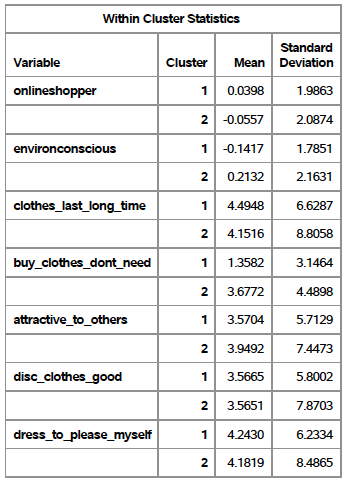 Within Cluster Statistics
Variable Cluster Mean Standard Deviation
onlineshopper 1 0.0398 1.9863
2 -0.0557 2.0874
environconscious 1 -0.1417 1.7851
2 0.2132 2.1631
clothes_last_long_time 1 4.4948 6.6287
2 4.1516 8.8058
buy_clothes_dont_need 1 1.3582 3.1464
2 3.6772 4.4898
attractive_to_others 1 3.5704 5.7129
2 3.9492 7.4473
disc_clothes_good 1 3.5665 5.8002
2 3.5651 7.8703
dress_to_please_myself 1 4.2430 6.2334
2 4.1819 8.4865